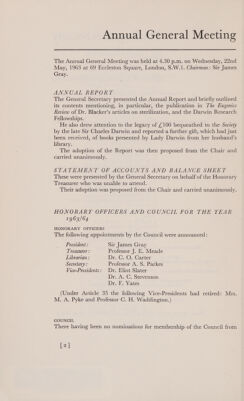 Annual General Meeting
The Annual General Meeting was held at 4.30 p.m. on Wednesday, 22nd
May, 1963 at 69 Eccleston Square, London, S.W.1. Chairman: Sir James
Gray.
ANNUAL REPORT
The General Secretary presented the Annual Report and briefly outlined
its contents mentioning, in particular, the publication in The Eugenics
Review of Dr. Blacker's articles on sterilization, and the Darwin Research
Fellowships.
He also drew attention to the legacy of £100 bequeathed to the Society
by the late Sir Charles Darwin and reported a further gift, which had just
been received, of books presented by Lady Darwin from her husband's
library.
The adoption of the Report was then proposed from the Chair and
carried unanimously.
STATEMENT OF ACCOUNTS AND BALANCE SHEET
These were presented by the General Secretary on behalf of the Honorary
Treasurer who was unable to attend.
Their adoption was proposed from the Chair and carried unanimously.
HONORARY OFFICERS AND COUNCIL FOR THE YEAR
1963/64
HONORARY OFFICERS
The following appointments by the Council were announced:
President: Sir James Gray
Treasurer: Professor J. E. Meade
Librarian: Dr. C. O. Carter
Secretary: Professor A. S. Parkes
Vice-Presidents: Dr. Eliot Slater
Dr. A. C. Stevenson
Dr. F. Yates
(Under Article 35 the following Vice-Presidents had retired: Mrs.
M. A. Pyke and Professor C. H. Waddington.)
COUNCIL
There having been no nominations for membership of the Council from
[2]